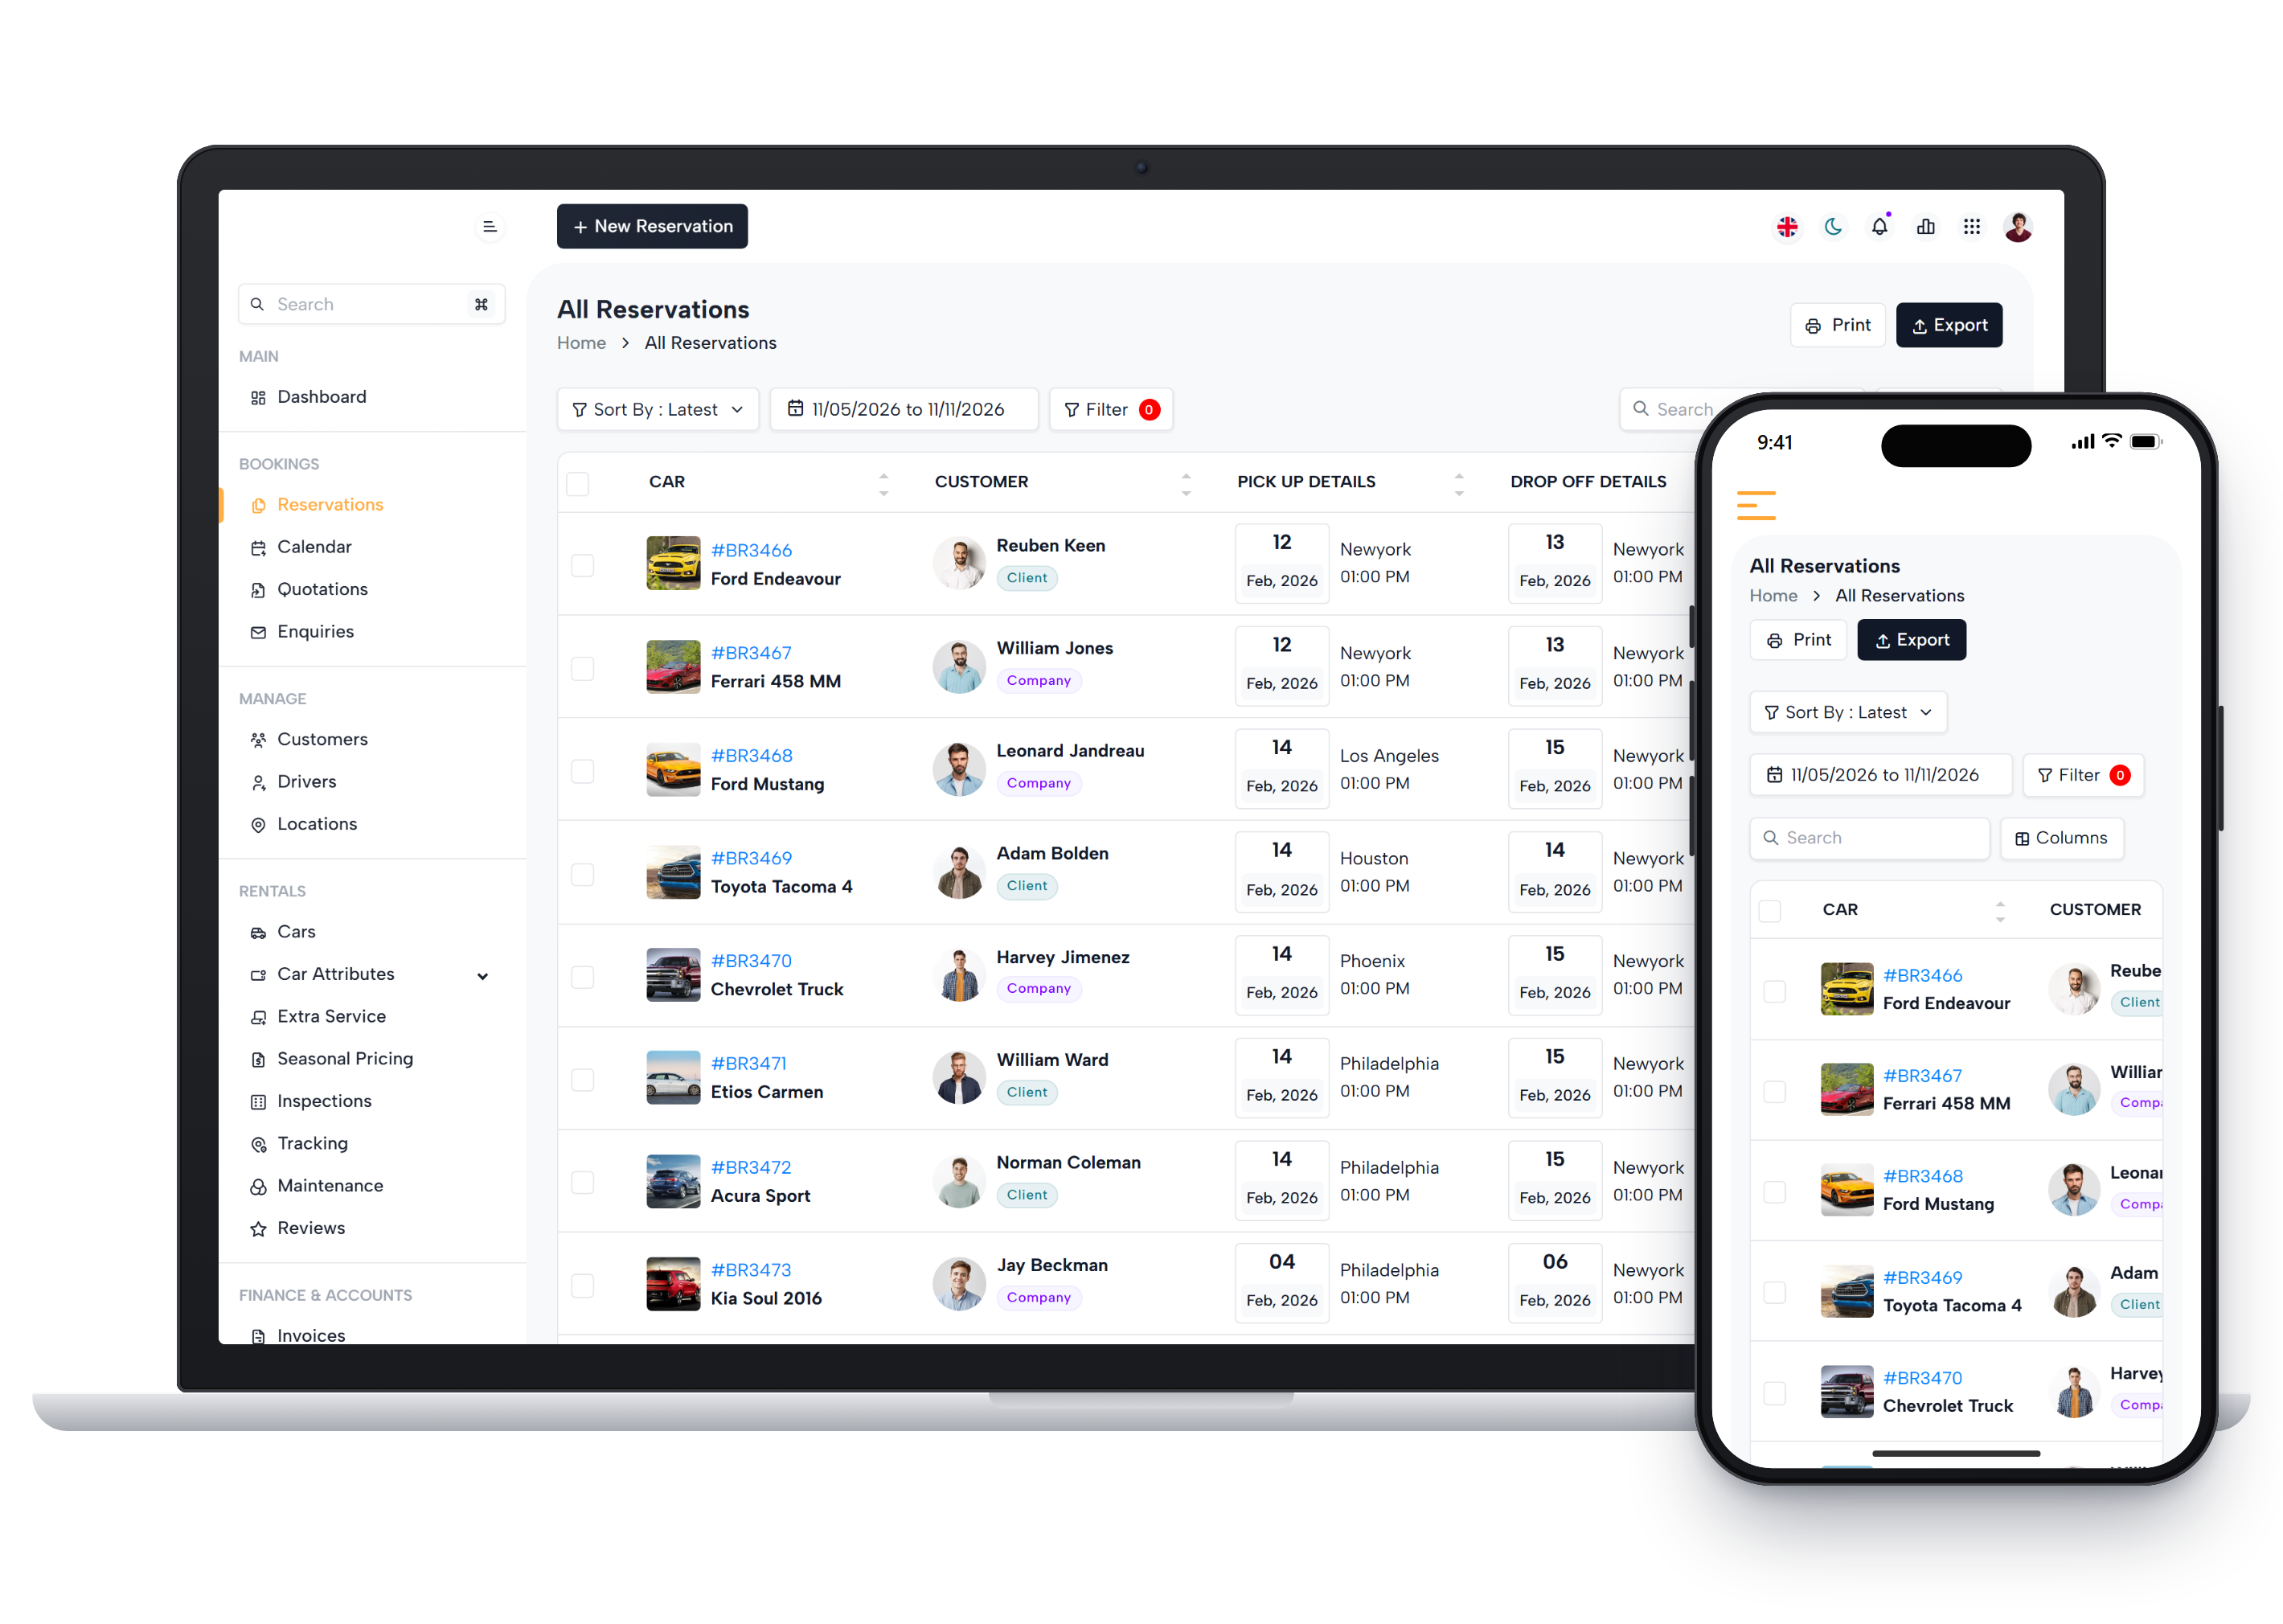 + New Reservation
Search ⌘
MAIN
Dashboard
BOOKINGS
Reservations
Calendar
Quotations
Enquiries
MANAGE
Customers
Drivers
Locations
RENTALS
Cars
Car Attributes
Extra Service
Seasonal Pricing
Inspections
Tracking
Maintenance
Reviews
FINANCE & ACCOUNTS
Invoices
All Reservations
Home > All Reservations
Print
Export
Sort By : Latest
11/05/2026 to 11/11/2026
Filter 0
Search
CAR
CUSTOMER
PICK UP DETAILS
DROP OFF DETAILS
#BR3466
Ford Endeavour
Reuben Keen
Client
12
Feb, 2026
Newyork
01:00 PM
13
Feb, 2026
Newyork
01:00 PM
#BR3467
Ferrari 458 MM
William Jones
Company
12
Feb, 2026
Newyork
01:00 PM
13
Feb, 2026
Newyork
01:00 PM
#BR3468
Ford Mustang
Leonard Jandreau
Company
14
Feb, 2026
Los Angeles
01:00 PM
15
Feb, 2026
Newyork
01:00 PM
#BR3469
Toyota Tacoma 4
Adam Bolden
Client
14
Feb, 2026
Houston
01:00 PM
14
Feb, 2026
Newyork
01:00 PM
#BR3470
Chevrolet Truck
Harvey Jimenez
Company
14
Feb, 2026
Phoenix
01:00 PM
15
Feb, 2026
Newyork
01:00 PM
#BR3471
Etios Carmen
William Ward
Client
14
Feb, 2026
Philadelphia
01:00 PM
15
Feb, 2026
Newyork
01:00 PM
#BR3472
Acura Sport
Norman Coleman
Client
14
Feb, 2026
Philadelphia
01:00 PM
15
Feb, 2026
Newyork
01:00 PM
#BR3473
Kia Soul 2016
Jay Beckman
Company
04
Feb, 2026
Philadelphia
01:00 PM
06
Feb, 2026
Newyork
01:00 PM
9:41
All Reservations
Home > All Reservations
Print
Export
Sort By : Latest
11/05/2026 to 11/11/2026
Filter 0
Search
Columns
CAR
CUSTOMER
#BR3466
Ford Endeavour
Reube
Client
#BR3467
Ferrari 458 MM
Compa
#BR3468
Ford Mustang
Leonar
Compa
#BR3469
Toyota Tacoma 4
Adam
Client
#BR3470
Chevrolet Truck
Harvey
Compa